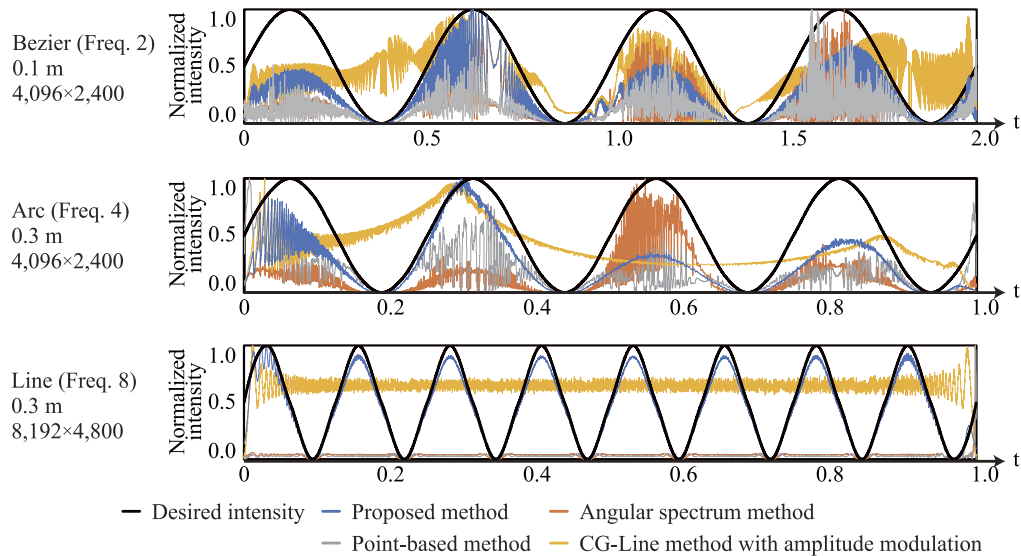 Bezier (Freq. 2)
0.1 m
4,096×2,400
Normalized
intensity
1.0
0.5
0.0
0
0.5
1.0
1.5
2.0
t
Arc (Freq. 4)
0.3 m
4,096×2,400
Normalized
intensity
1.0
0.5
0.0
0
0.2
0.4
0.6
0.8
1.0
t
Line (Freq. 8)
0.3 m
8,192×4,800
Normalized
intensity
1.0
0.5
0.0
0
0.2
0.4
0.6
0.8
1.0
t
Desired intensity
Proposed method
Angular spectrum method
Point-based method
CG-Line method with amplitude modulation